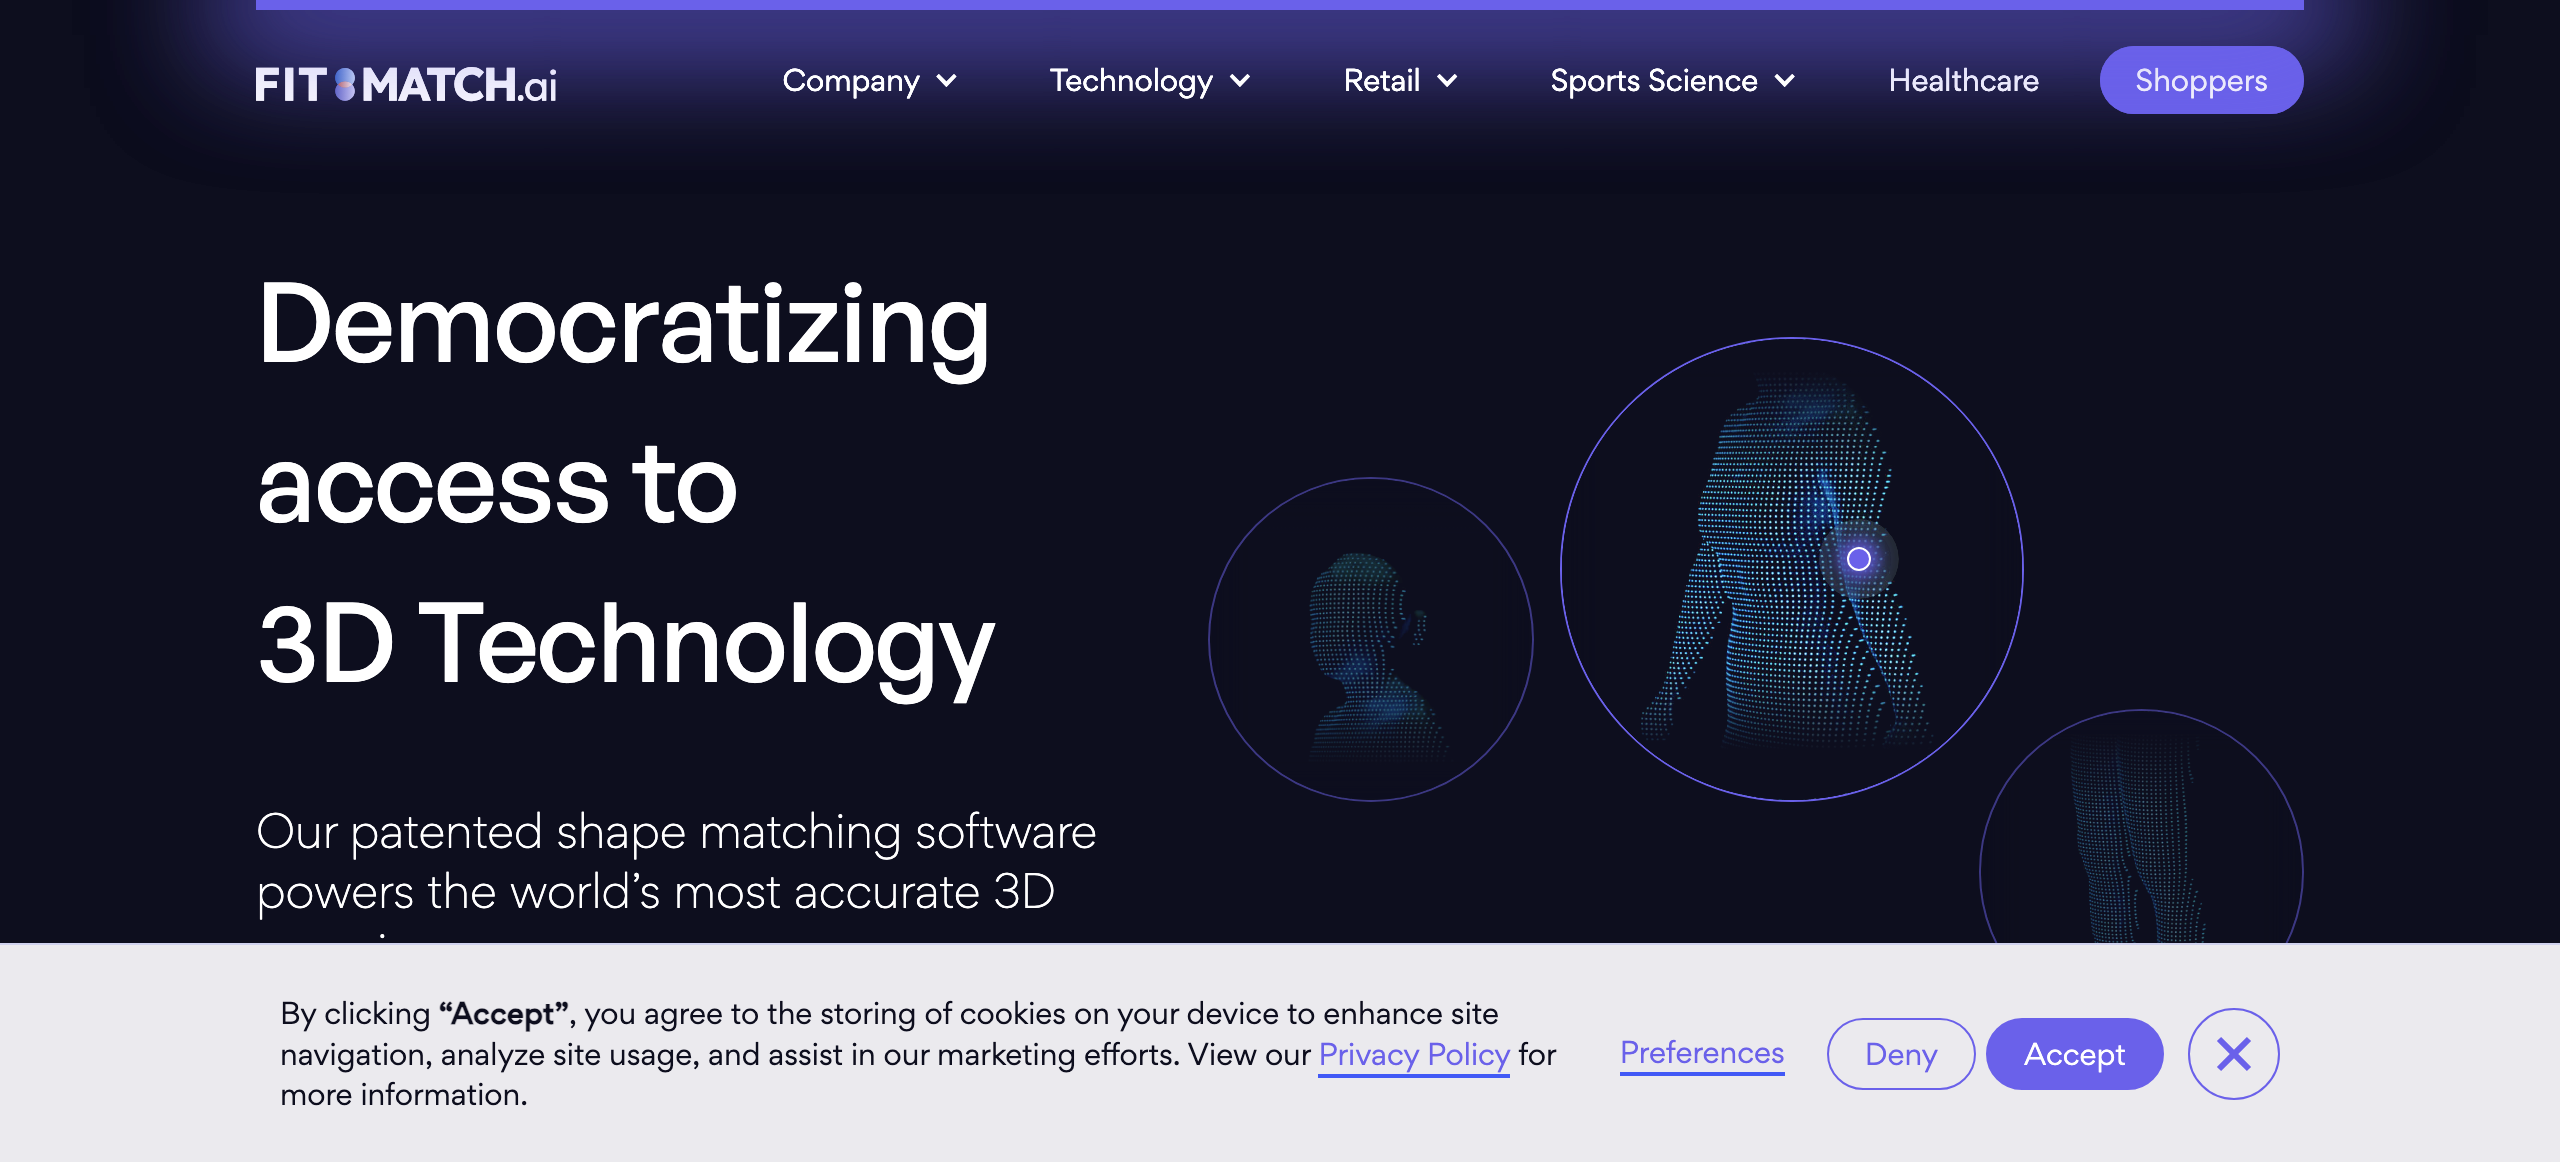 FIT MATCH.ai
Company
Technology
Retail
Sports Science
Healthcare
Shoppers
Democratizing
access to
3D Technology
Our patented shape matching software
powers the world’s most accurate 3D
By clicking “Accept”, you agree to the storing of cookies on your device to enhance site
navigation, analyze site usage, and assist in our marketing efforts. View our Privacy Policy for
more information.
Preferences
Deny
Accept